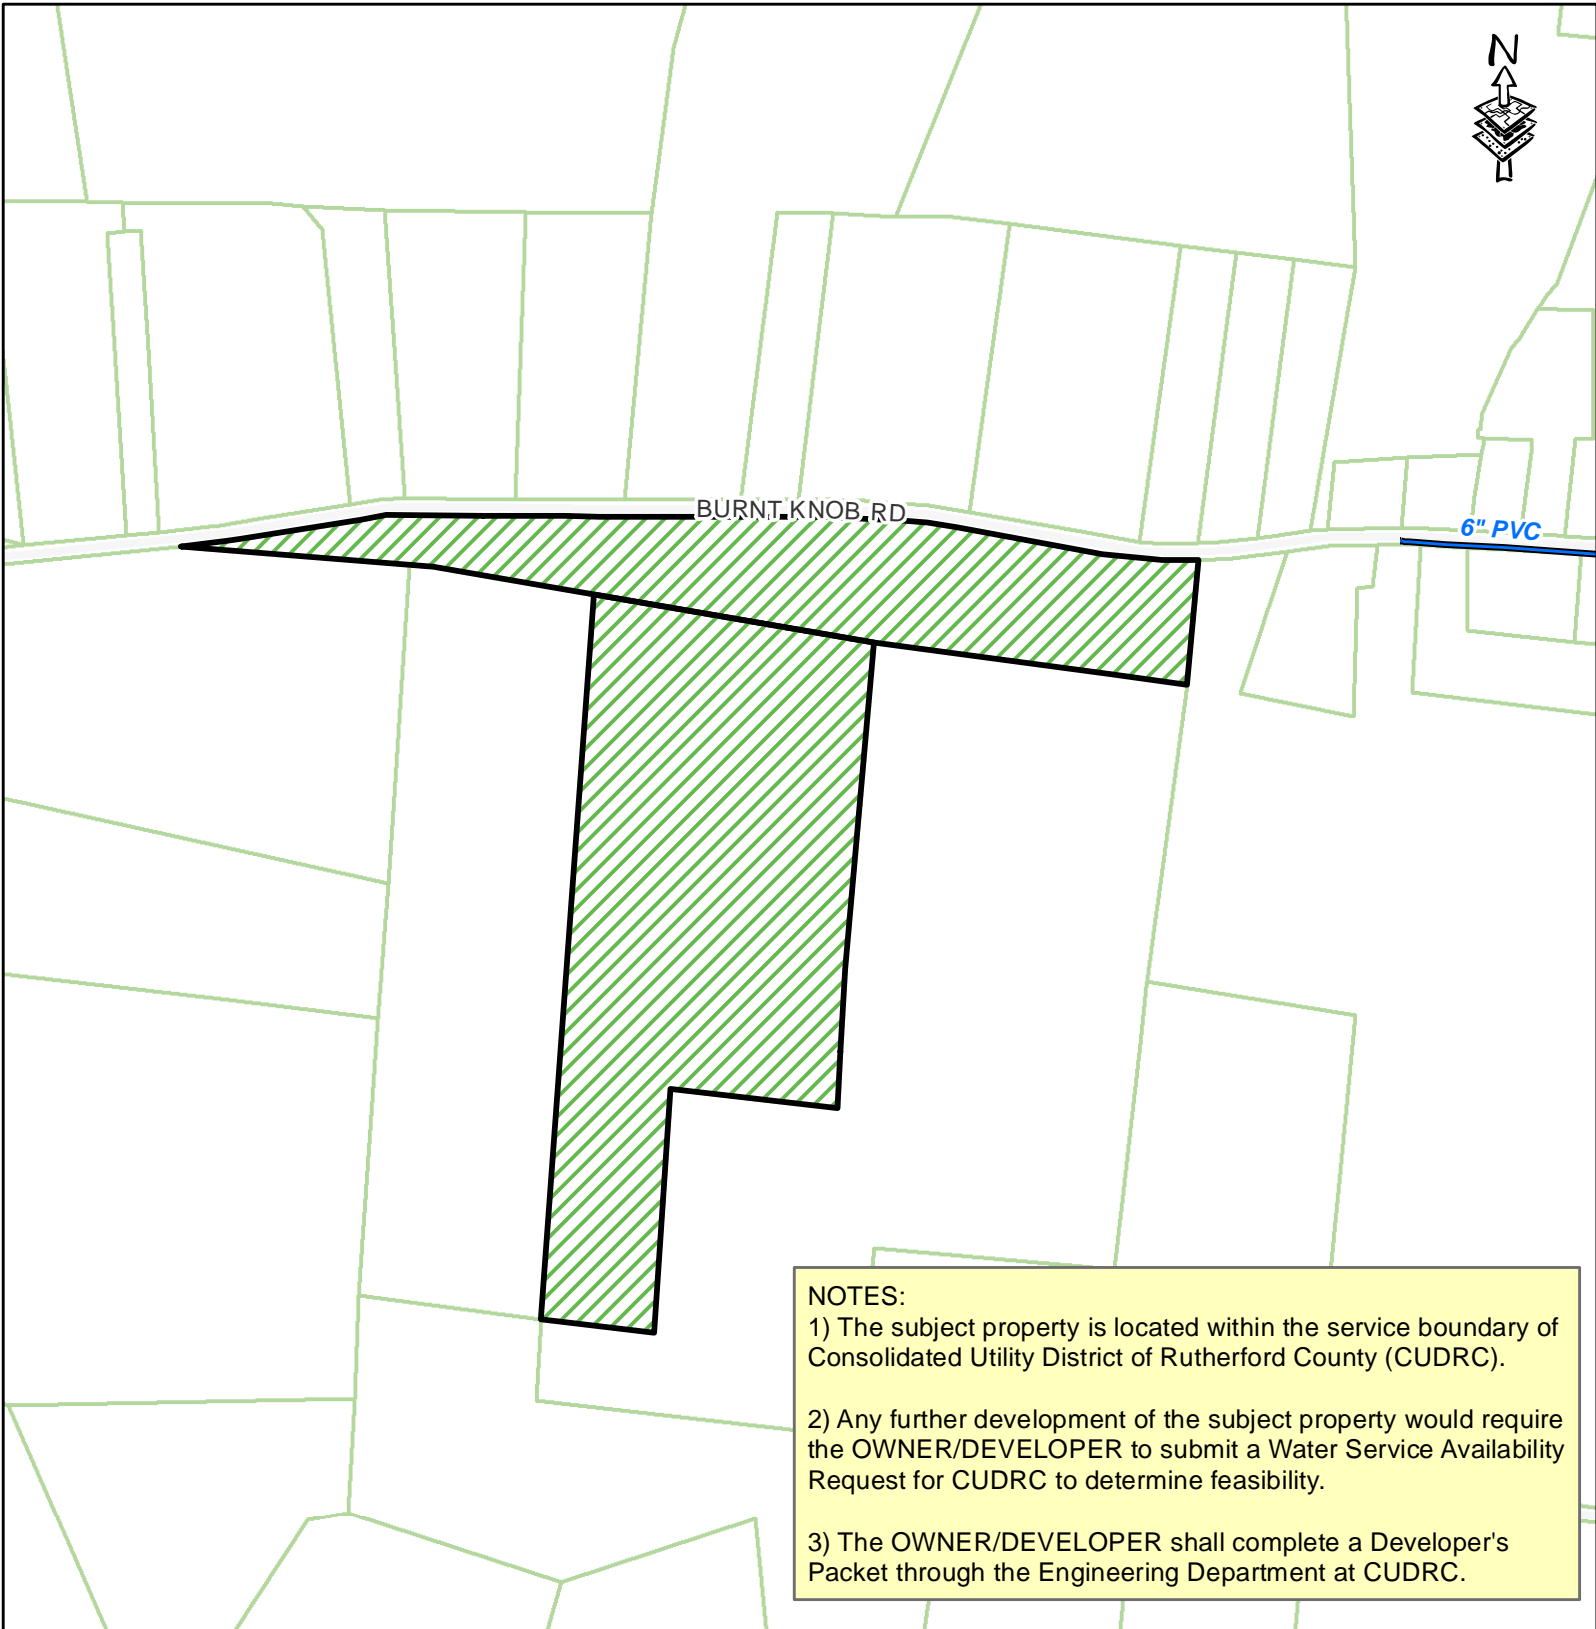 N
BURNT KNOB RD
6" PVC
NOTES:
1) The subject property is located within the service boundary of
Consolidated Utility District of Rutherford County (CUDRC).
2) Any further development of the subject property would require
the OWNER/DEVELOPER to submit a Water Service Availability
Request for CUDRC to determine feasibility.
3) The OWNER/DEVELOPER shall complete a Developer's
Packet through the Engineering Department at CUDRC.